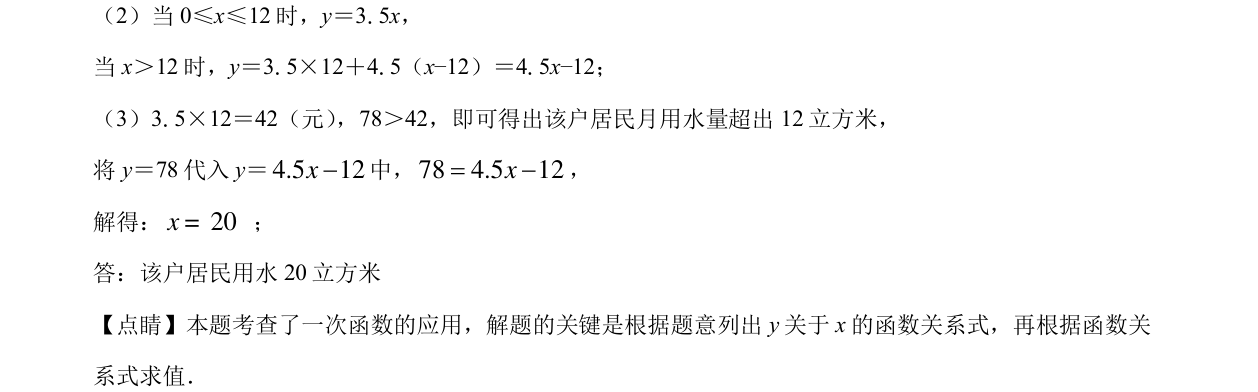 （2）当 0≤x≤12 时，y＝3.5x，
当 x＞12 时，y＝3.5×12＋4.5（x−12）＝4.5x−12；
（3）3.5×12＝42（元），78＞42，即可得出该户居民月用水量超出 12 立方米，
将 y＝78 代入 y＝4.5x−12 中，78＝4.5x−12，
解得：x＝20；
答：该户居民用水 20 立方米
【点睛】本题考查了一次函数的应用，解题的关键是根据题意列出 y 关于 x 的函数关系式，再根据函数关
系式求值．